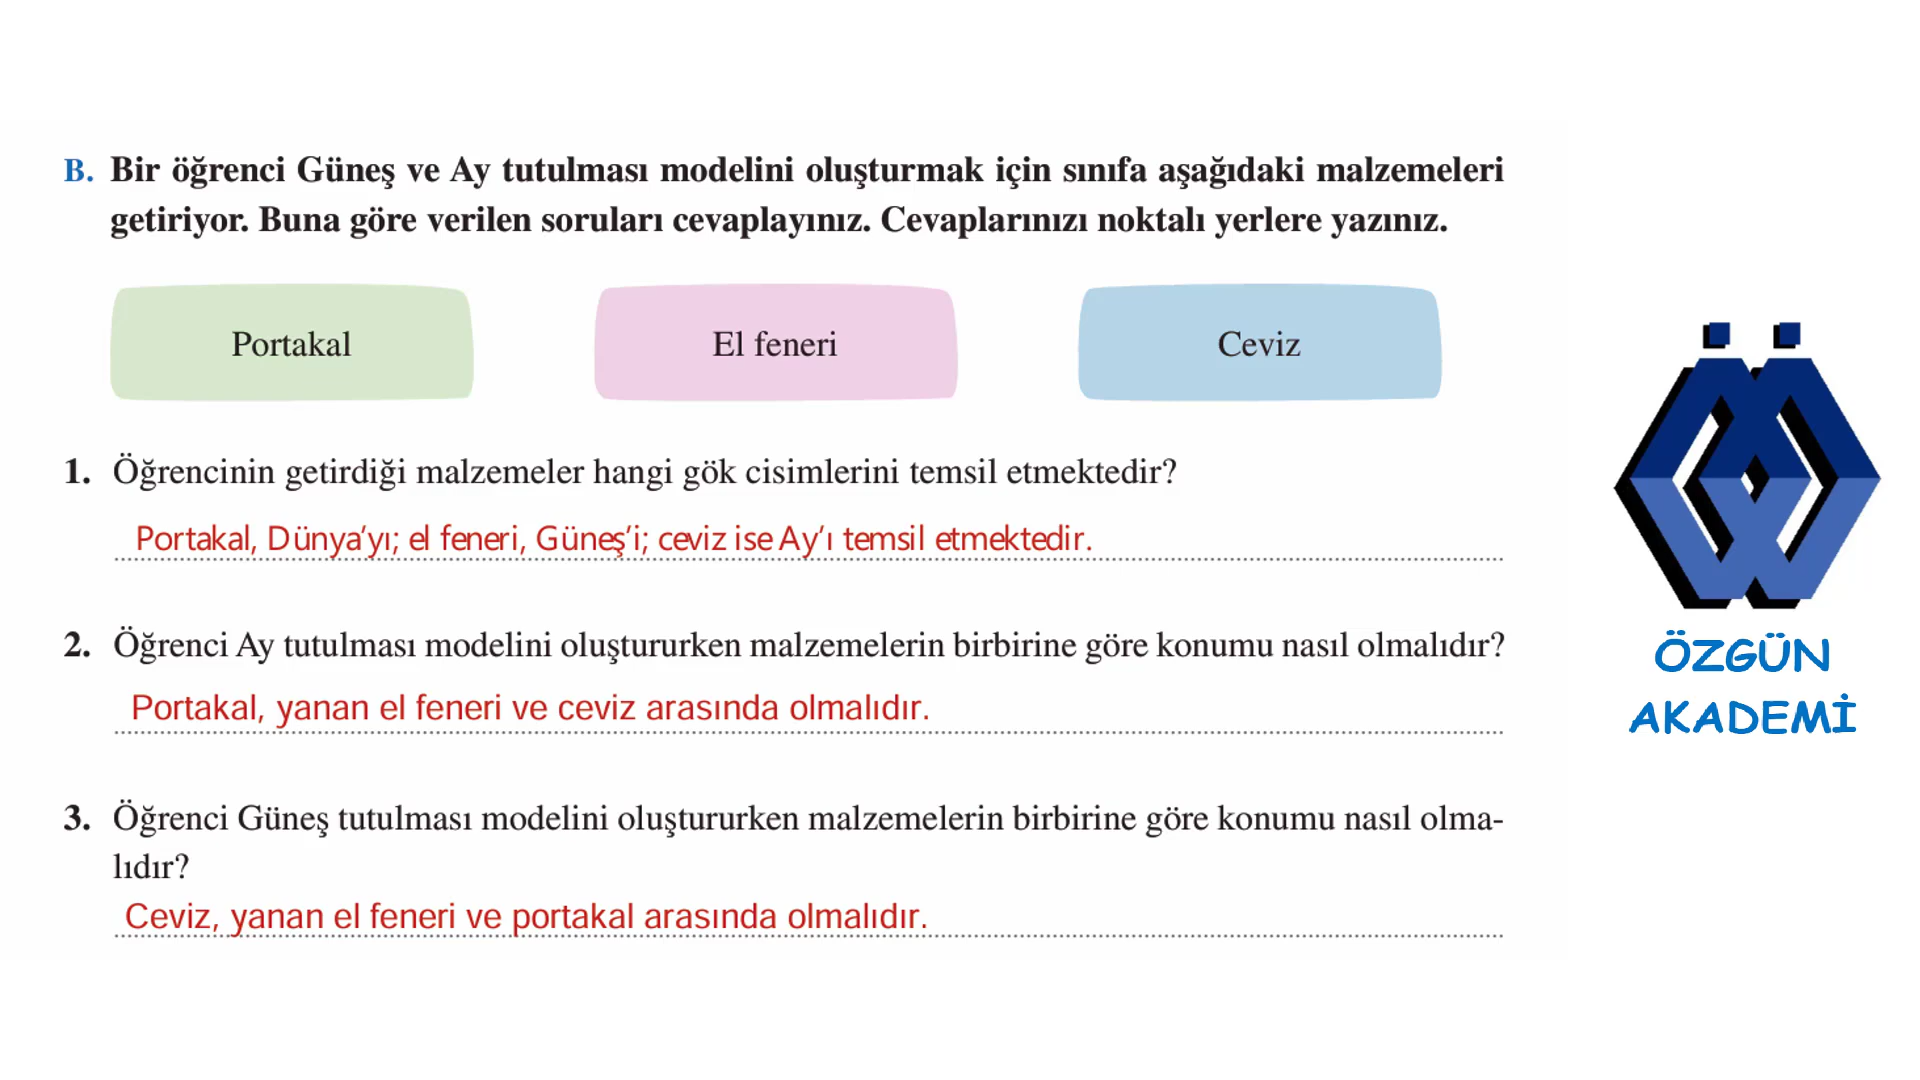 B. Bir öğrenci Güneş ve Ay tutulması modelini oluşturmak için sınıfa aşağıdaki malzemeleri
getiriyor. Buna göre verilen soruları cevaplayınız. Cevaplarınızı noktalı yerlere yazınız.
Portakal
El feneri
Ceviz
1. Öğrencinin getirdiği malzemeler hangi gök cisimlerini temsil etmektedir?
Portakal, Dünya’yı; el feneri, Güneş’i; ceviz ise Ay’ı temsil etmektedir.
2. Öğrenci Ay tutulması modelini oluştururken malzemelerin birbirine göre konumu nasıl olmalıdır?
Portakal, yanan el feneri ve ceviz arasında olmalıdır.
3. Öğrenci Güneş tutulması modelini oluştururken malzemelerin birbirine göre konumu nasıl olma-
lıdır?
Ceviz, yanan el feneri ve portakal arasında olmalıdır.
ÖZGÜN
AKADEMİ